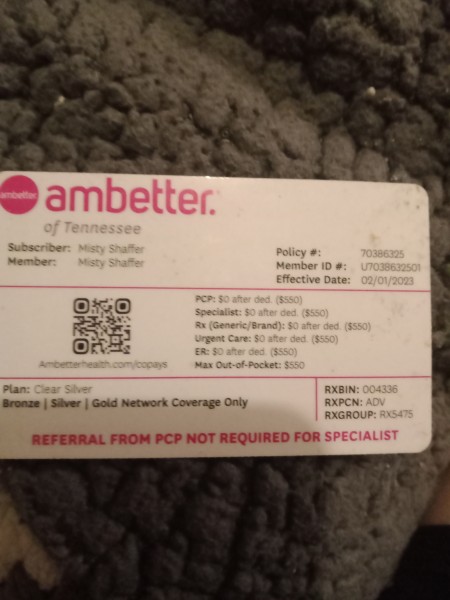 ambetter.
ambetter.
of Tennessee
Subscriber: Misty Shaffer
Member: Misty Shaffer
Policy #: 70386325
Member ID #: U7038632501
Effective Date: 02/01/2023
Ambetterhealth.com/copays
PCP: $0 after ded. ($550)
Specialist: $0 after ded. ($550)
Rx (Generic/Brand): $0 after ded. ($550)
Urgent Care: $0 after ded. ($550)
ER: $0 after ded. ($550)
Max Out-of-Pocket: $550
Plan: Clear Silver
Bronze | Silver | Gold Network Coverage Only
RXBIN: 004336
RXPCN: ADV
RXGROUP: RX5475
REFERRAL FROM PCP NOT REQUIRED FOR SPECIALIST